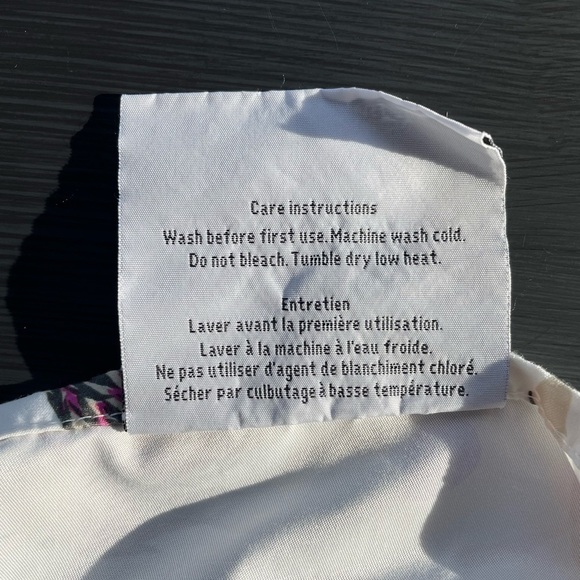 Care instructions
Wash before first use. Machine wash cold.
Do not bleach. Tumble dry low heat.
Entretien
Laver avant la première utilisation.
Laver à la machine à l'eau froide.
Ne pas utiliser d'agent de blanchiment chloré.
Sécher par culbutage à basse température.